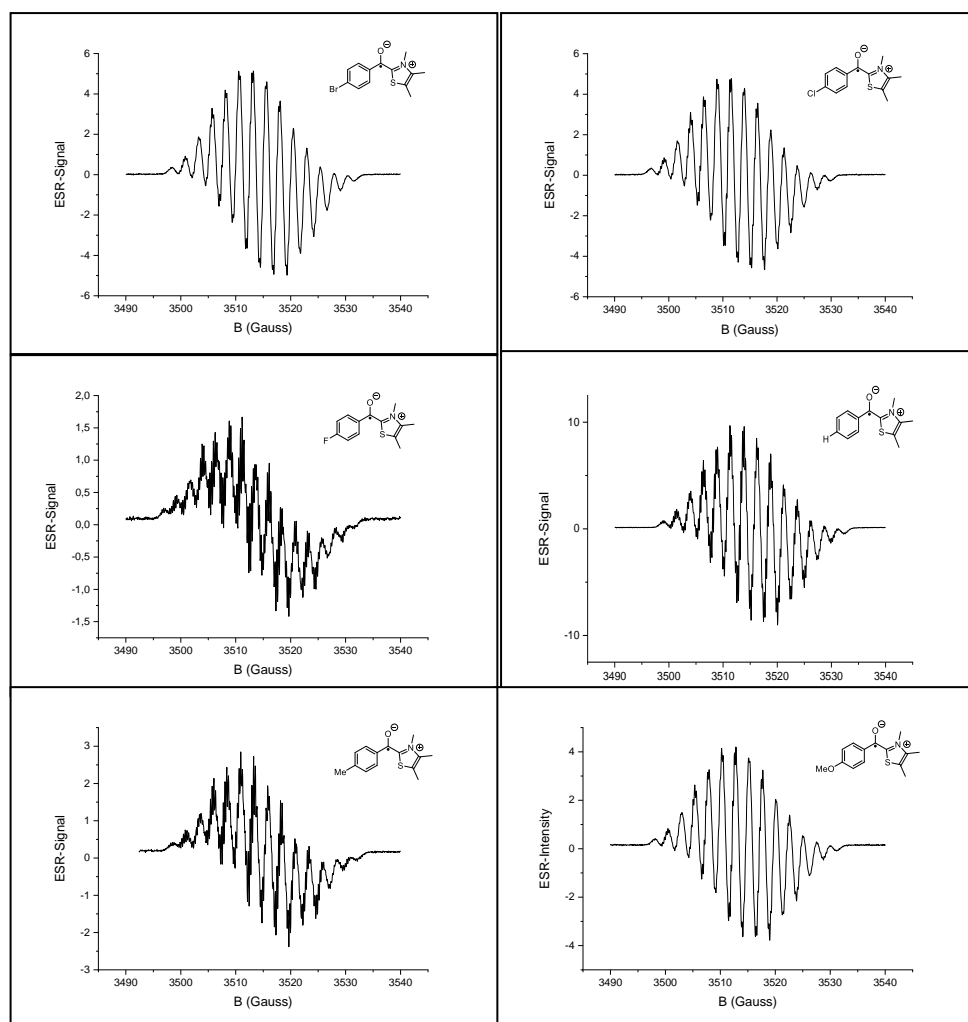 O ⊖
N ⊕
S
Br
6
4
2
0
-2
-4
-6
ESR-Signal
3490 3500 3510 3520 3530 3540
B (Gauss)
O ⊖
N ⊕
S
Cl
6
4
2
0
-2
-4
-6
ESR-Signal
3490 3500 3510 3520 3530 3540
B (Gauss)
O ⊖
N ⊕
S
F
2,0
1,5
1,0
0,5
0,0
-0,5
-1,0
-1,5
ESR-Signal
3490 3500 3510 3520 3530 3540
B (Gauss)
O ⊖
N ⊕
S
H
10
0
-10
ESR-Signal
3490 3500 3510 3520 3530 3540
B (Gauss)
O ⊖
N ⊕
S
Me
3
2
1
0
-1
-2
-3
ESR-Signal
3490 3500 3510 3520 3530 3540
B (Gauss)
O ⊖
N ⊕
S
MeO
4
2
0
-2
-4
ESR-Intensity
3490 3500 3510 3520 3530 3540
B (Gauss)